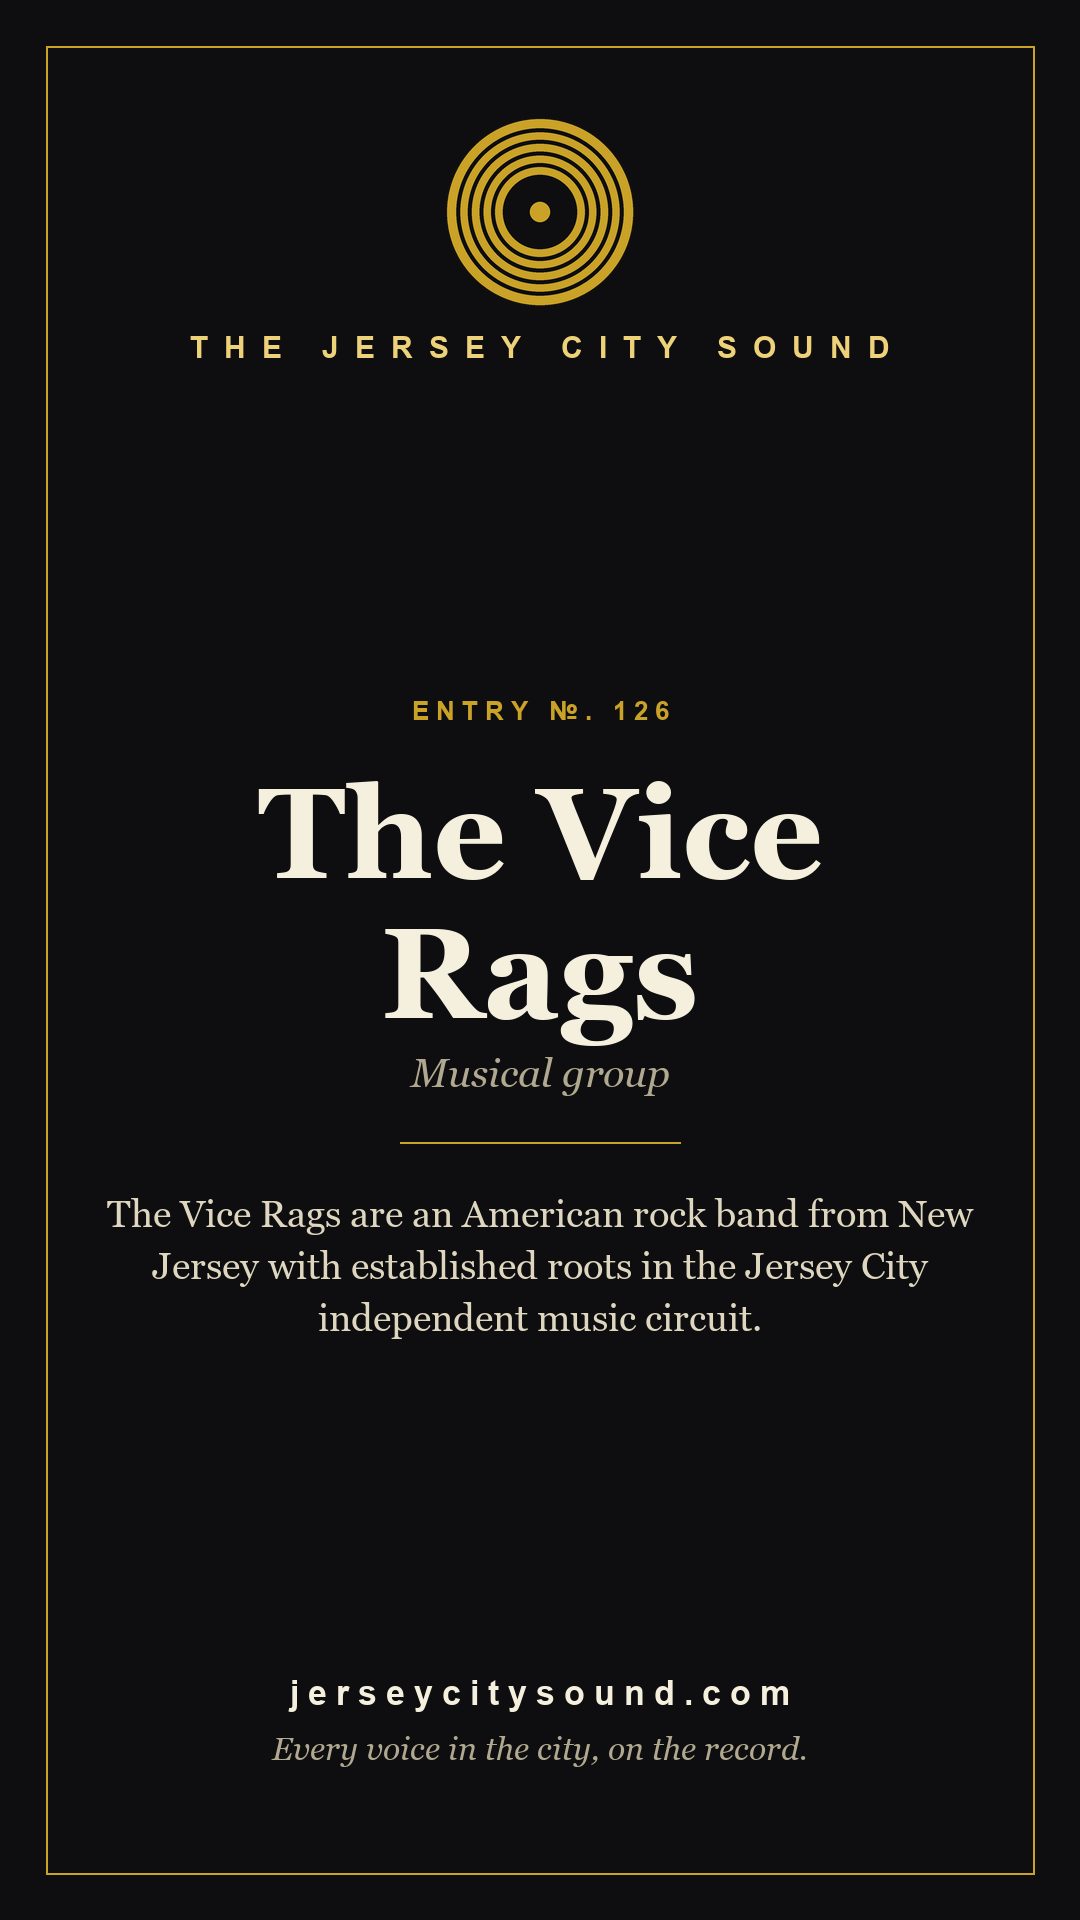 THE JERSEY CITY SOUND
ENTRY №. 126
The Vice
Rags
Musical group
The Vice Rags are an American rock band from New
Jersey with established roots in the Jersey City
independent music circuit.
jerseycitysound.com
Every voice in the city, on the record.